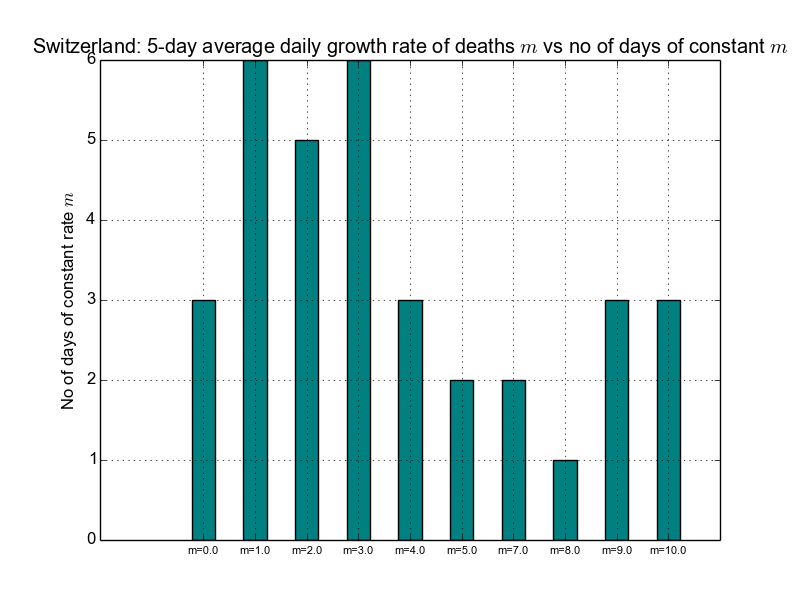 Switzerland: 5-day average daily growth rate of deaths m vs no of days of constant m
No of days of constant rate m
6
5
4
3
2
1
0
m=0.0 m=1.0 m=2.0 m=3.0 m=4.0 m=5.0 m=7.0 m=8.0 m=9.0 m=10.0